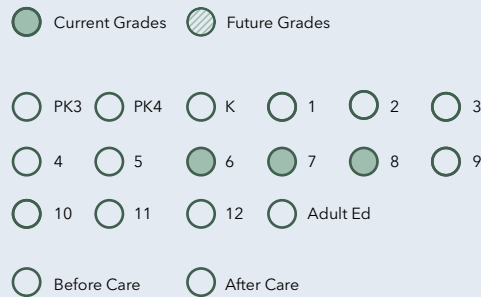 Current Grades Future Grades
PK3 PK4 K 1 2 3
4 5 6 7 8 9
10 11 12 Adult Ed
Before Care After Care